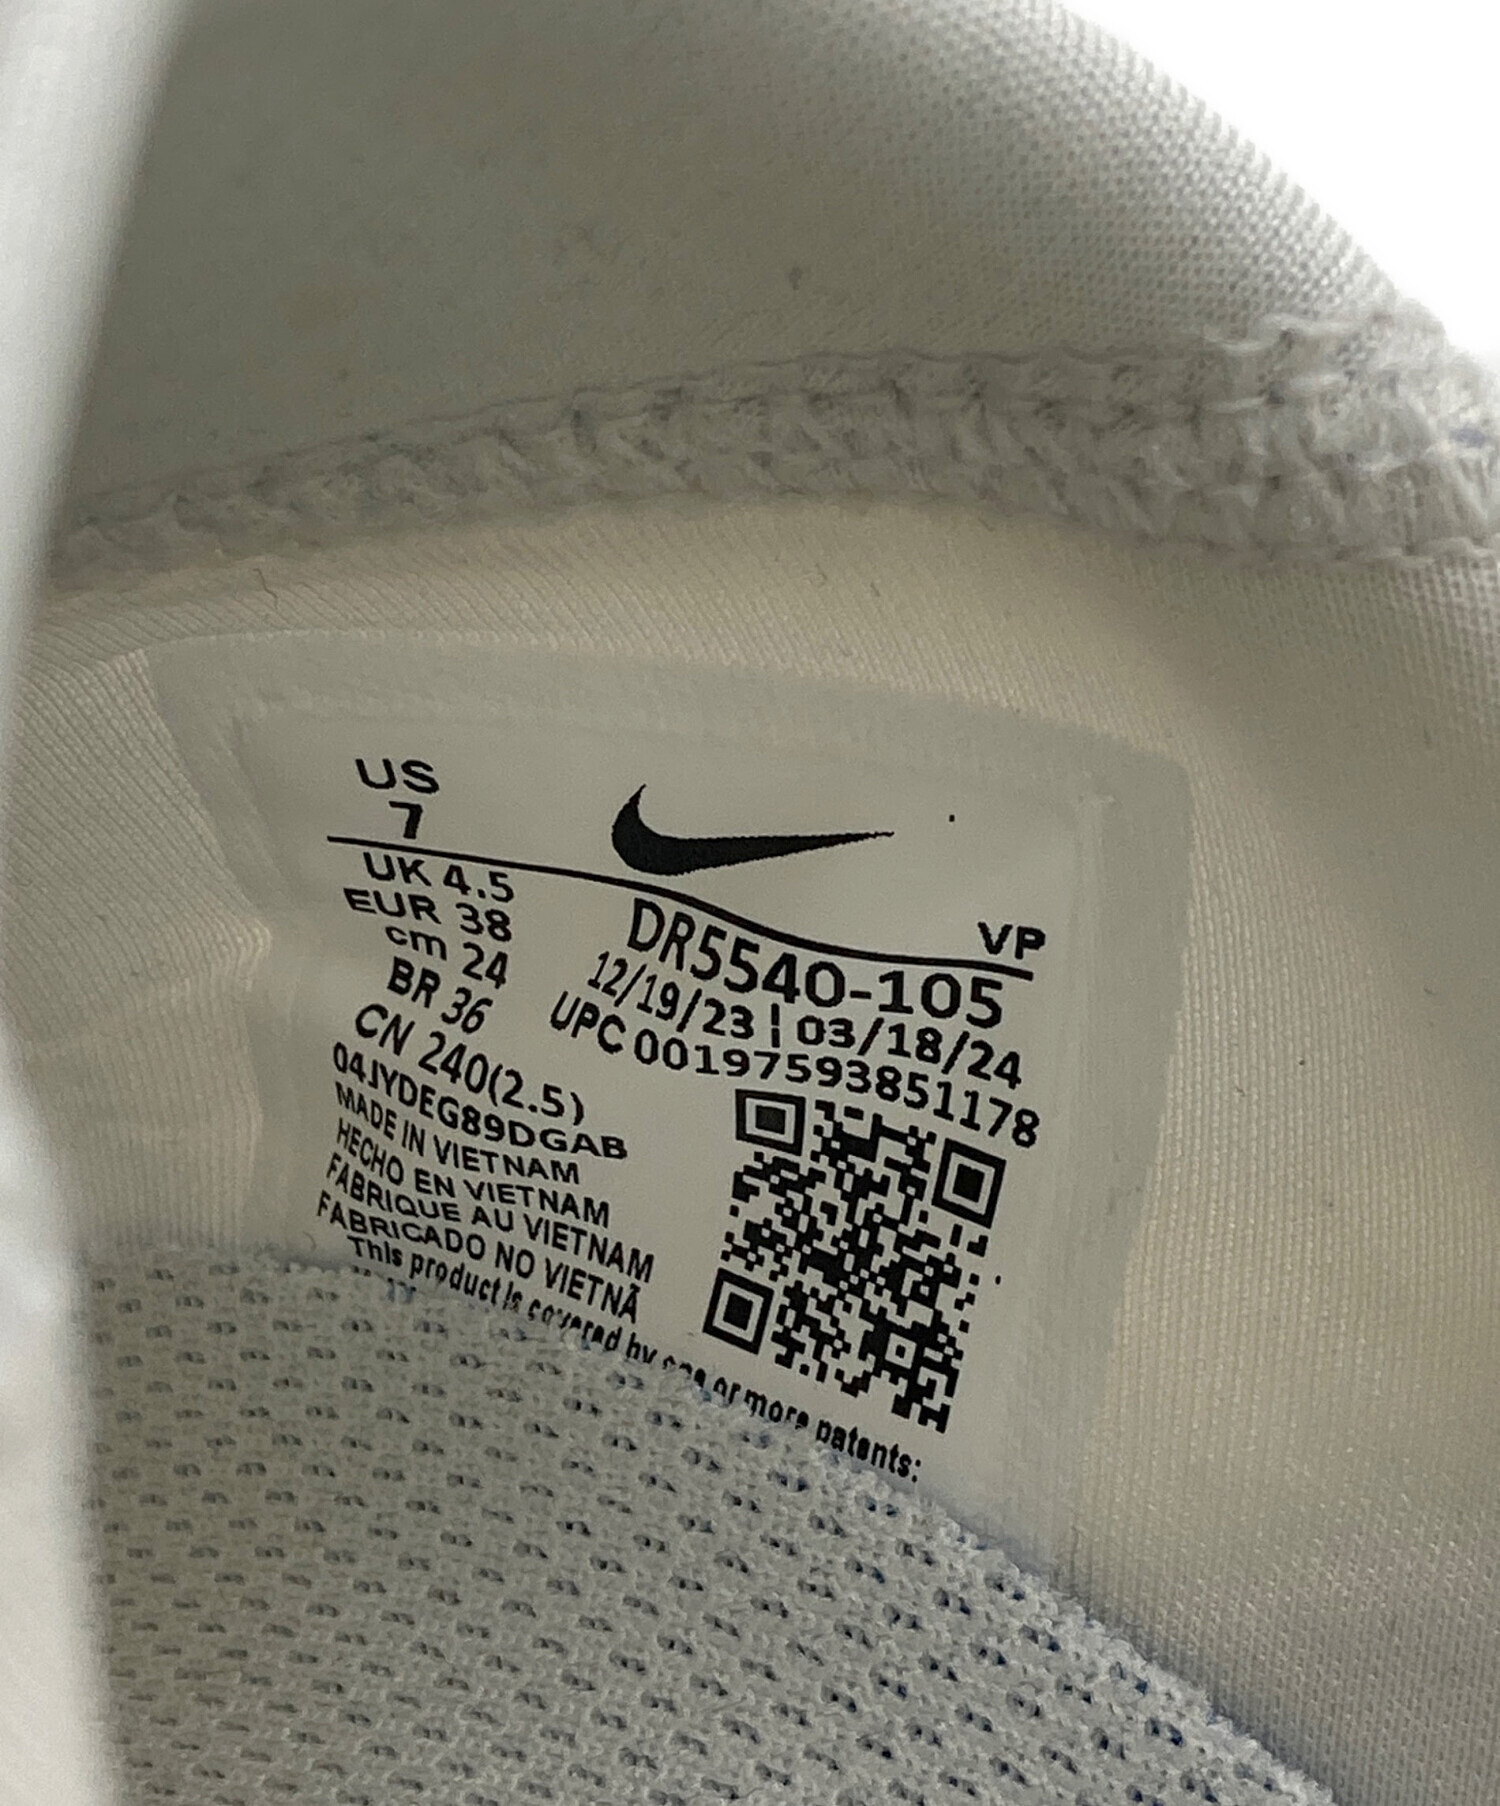 US
7
UK 4.5
EUR 38
cm 24
BR 36
CN 240(2.5)
VP
DR5540-105
12/19/23 | 03/18/24
UPC 00197593851178
04JYDEG89DGAB
MADE IN VIETNAM
HECHO EN VIETNAM
FABRIQUE AU VIETNAM
FABRICADO NO VIETNÃ
This product is covered by one or more patents: